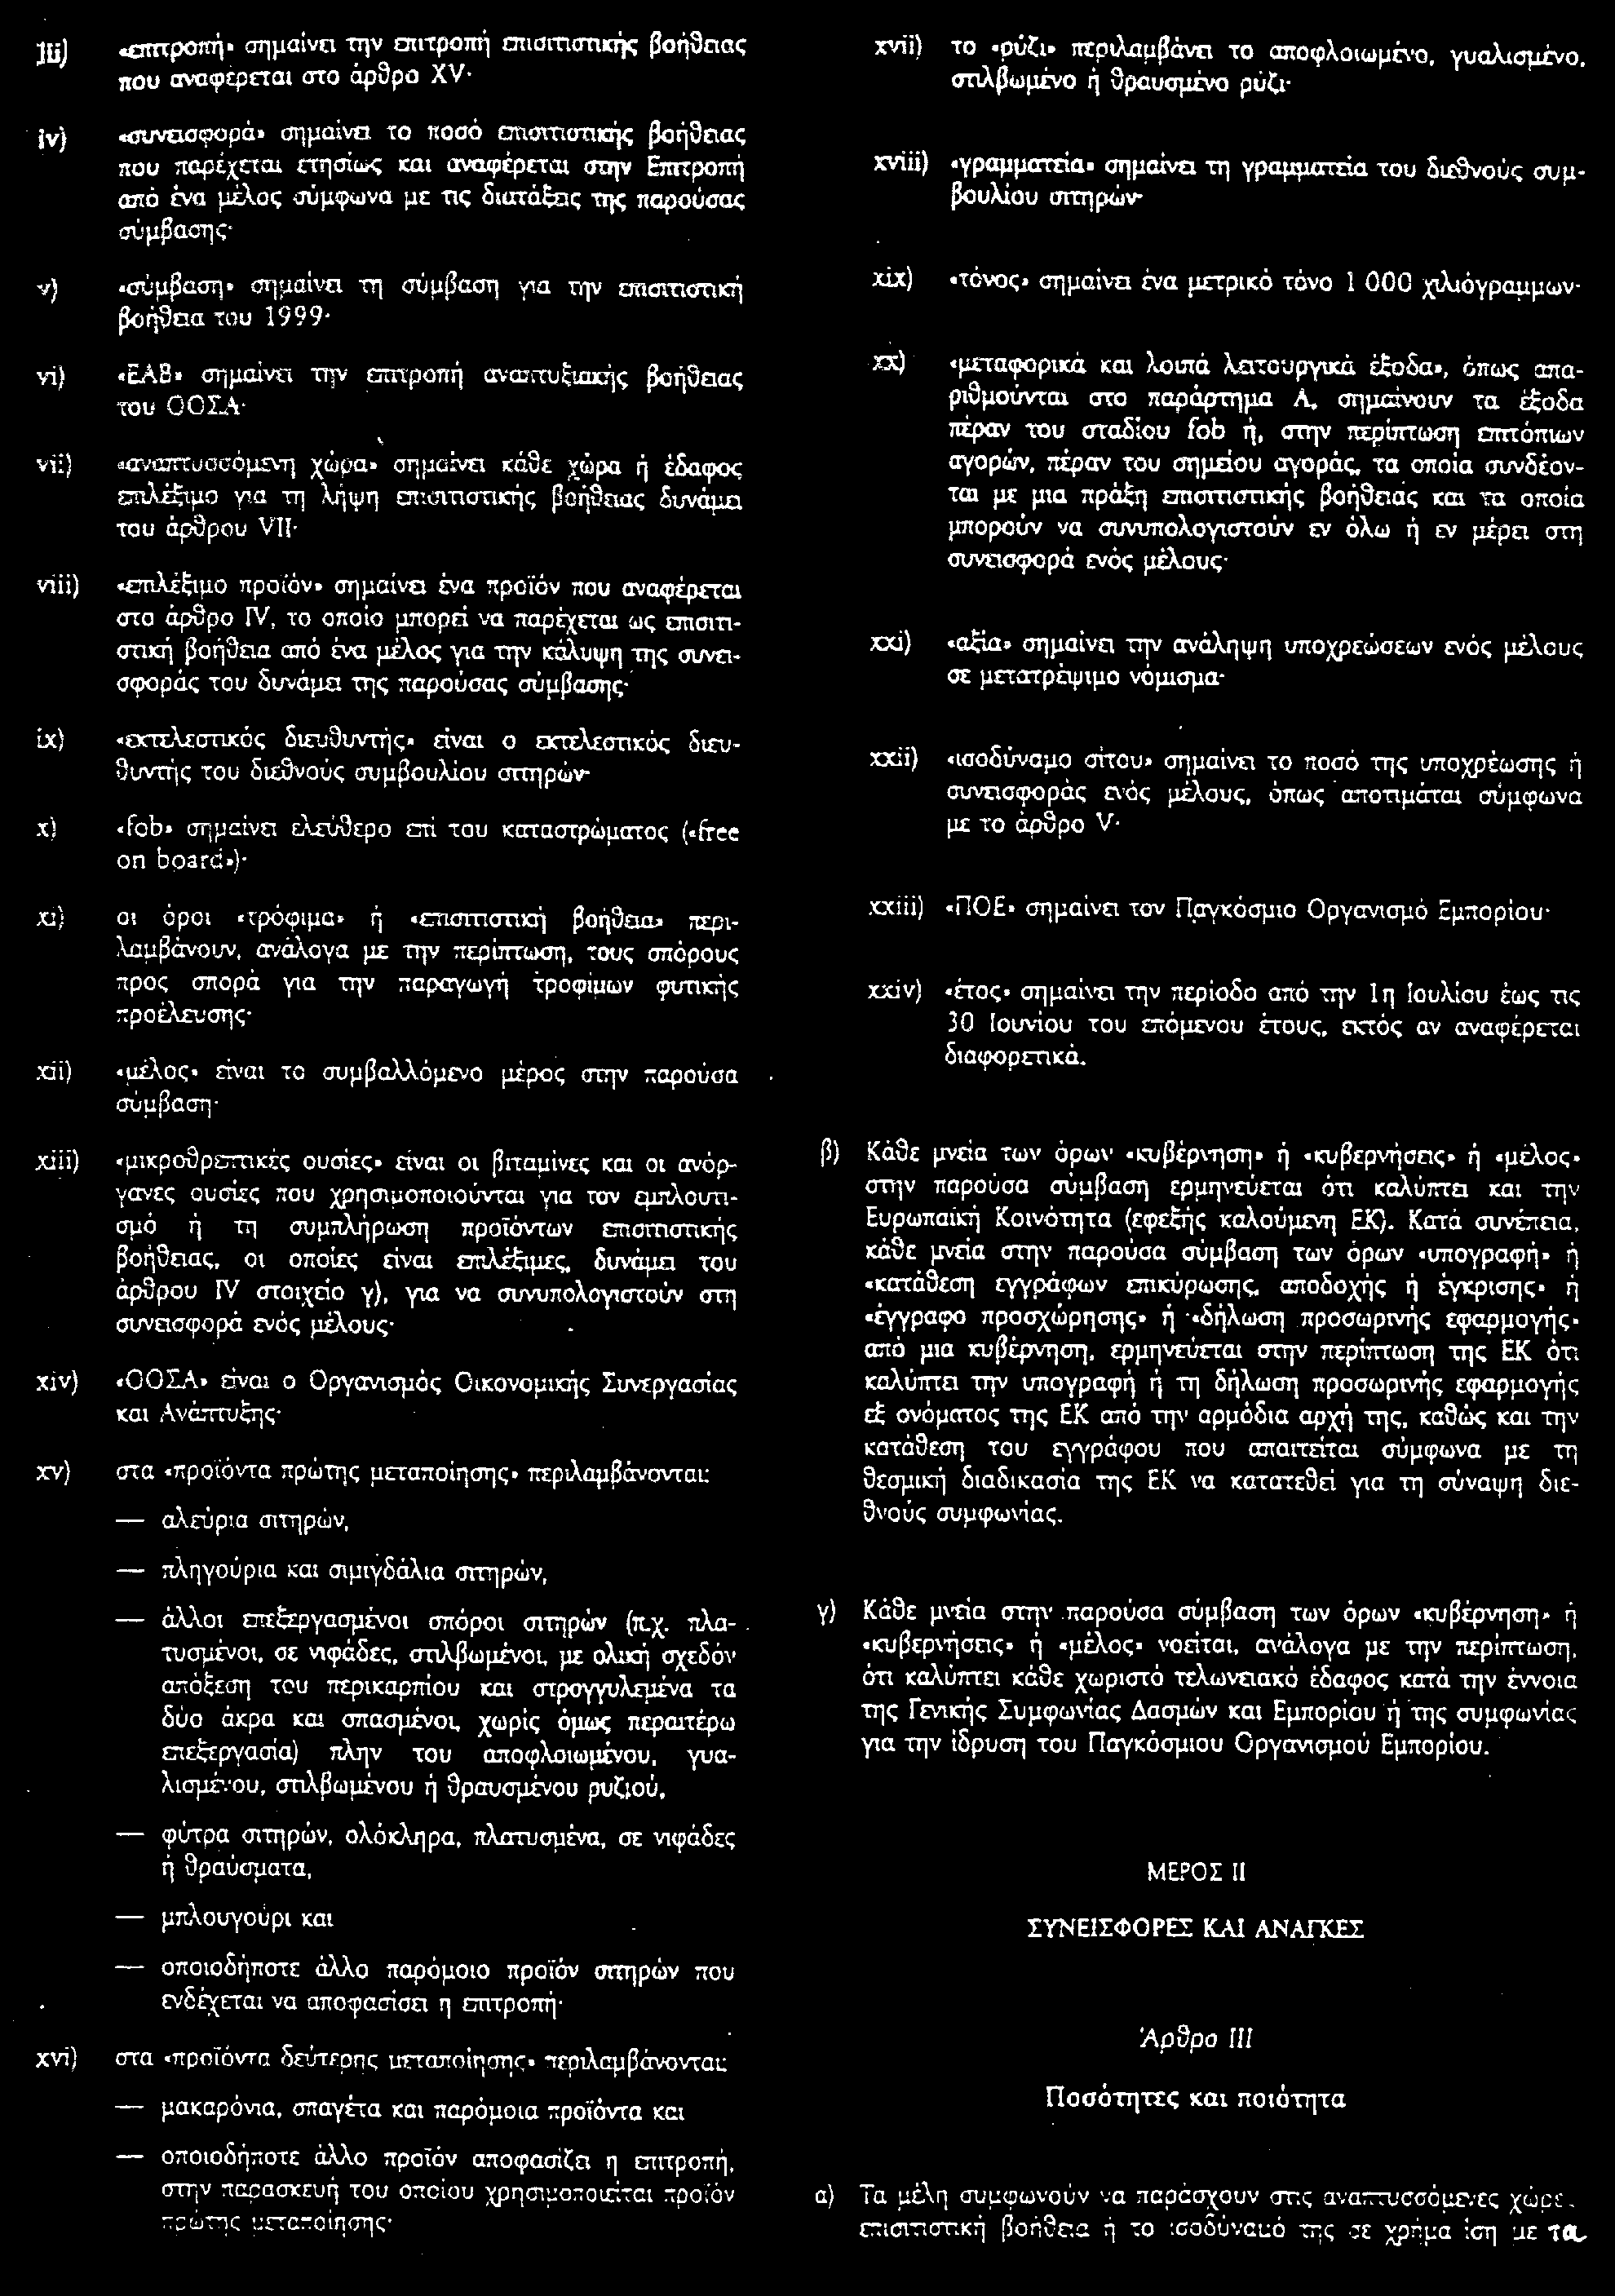 iii) «επιτροπή» σημαίνει την επιτροπή επισιτιστικής βοήθειας
που αναφέρεται στο άρθρο XV·
iv) «συνεισφορά» σημαίνει το ποσό επισιτιστικής βοήθειας
που παρέχεται ετησίως και αναφέρεται στην Επιτροπή
από ένα μέλος σύμφωνα με τις διατάξεις της παρούσας
σύμβασης·
v) «σύμβαση» σημαίνει τη σύμβαση για την επισιτιστική
βοήθεια του 1999·
vi) «ΕΑΒ» σημαίνει την επιτροπή αναπτυξιακής βοήθειας
του ΟΟΣΑ·
vii) «αναπτυσσόμενη χώρα» σημαίνει κάθε χώρα ή έδαφος
επιλέξιμο για τη λήψη επισιτιστικής βοήθειας δυνάμει
του άρθρου VII·
viii) «επιλέξιμο προϊόν» σημαίνει ένα προϊόν που αναφέρεται
στο άρθρο IV, το οποίο μπορεί να παρέχεται ως επισιτι-
στική βοήθεια από ένα μέλος για την κάλυψη της συνει-
σφοράς του δυνάμει της παρούσας σύμβασης·
ix) «εκτελεστικός διευθυντής» είναι ο εκτελεστικός διευ-
θυντής του διεθνούς συμβουλίου σιτηρών·
x) «fob» σημαίνει ελεύθερο επί του καταστρώματος («free
on board»)·
xi) οι όροι «τρόφιμα» ή «επισιτιστική βοήθεια» περι-
λαμβάνουν, ανάλογα με την περίπτωση, τους σπόρους
προς σπορά για την παραγωγή τροφίμων φυτικής
προέλευσης·
xii) «μέλος» είναι το συμβαλλόμενο μέρος στην παρούσα
σύμβαση·
xiii) «μικροθρεπτικές ουσίες» είναι οι βιταμίνες και οι ανόρ-
γανες ουσίες που χρησιμοποιούνται για τον εμπλουτι-
σμό ή τη συμπλήρωση προϊόντων επισιτιστικής
βοήθειας, οι οποίες είναι επιλέξιμες, δυνάμει του
άρθρου IV στοιχείο γ), για να συνυπολογιστούν στη
συνεισφορά ενός μέλους·
xiv) «ΟΟΣΑ» είναι ο Οργανισμός Οικονομικής Συνεργασίας
και Ανάπτυξης·
xv) στα «προϊόντα πρώτης μεταποίησης» περιλαμβάνονται:
— αλεύρια σιτηρών,
— πληγούρια και σιμιγδάλια σιτηρών,
— άλλοι επεξεργασμένοι σπόροι σιτηρών (π.χ. πλα-
τυσμένοι, σε νιφάδες, στιλβωμένοι, με ολική σχεδόν
απόξεση του περικαρπίου και στρογγυλεμένα τα
δύο άκρα και σπασμένοι, χωρίς όμως περαιτέρω
επεξεργασία) πλην του αποφλοιωμένου, γυα-
λισμένου, στιλβωμένου ή θραυσμένου ρυζιού,
— φύτρα σιτηρών, ολόκληρα, πλατυσμένα, σε νιφάδες
ή θραύσματα,
— μπλουγούρι και
— οποιοδήποτε άλλο παρόμοιο προϊόν σιτηρών που
ενδέχεται να αποφασίσει η επιτροπή·
xvi) στα «προϊόντα δεύτερης μεταποίησης» περιλαμβάνονται:
— μακαρόνια, σπαγέτα και παρόμοια προϊόντα και
— οποιοδήποτε άλλο προϊόν αποφασίζει η επιτροπή,
στην παρασκευή του οποίου χρησιμοποιείται προϊόν
πρώτης μεταποίησης·
xvii) το «ρύζι» περιλαμβάνει το αποφλοιωμένο, γυαλισμένο,
στιλβωμένο ή θραυσμένο ρύζι·
xviii) «γραμματεία» σημαίνει τη γραμματεία του διεθνούς συμ-
βουλίου σιτηρών·
xix) «τόνος» σημαίνει ένα μετρικό τόνο 1 000 χιλιόγραμμων·
xx) «μεταφορικά και λοιπά λειτουργικά έξοδα», όπως απα-
ριθμούνται στο παράρτημα Α, σημαίνουν τα έξοδα
πέραν του σταδίου fob ή, στην περίπτωση επιτόπιων
αγορών, πέραν του σημείου αγοράς, τα οποία συνδέον-
ται με μια πράξη επισιτιστικής βοήθειας και τα οποία
μπορούν να συνυπολογιστούν εν όλω ή εν μέρει στη
συνεισφορά ενός μέλους·
xxi) «αξία» σημαίνει την ανάληψη υποχρεώσεων ενός μέλους
σε μετατρέψιμο νόμισμα·
xxii) «ισοδύναμο σίτου» σημαίνει το ποσό της υποχρέωσης ή
συνεισφοράς ενός μέλους, όπως αποτιμάται σύμφωνα
με το άρθρο V·
xxiii) «ΠΟΕ» σημαίνει τον Παγκόσμιο Οργανισμό Εμπορίου·
xxiv) «έτος» σημαίνει την περίοδο από την 1η Ιουλίου έως τις
30 Ιουνίου του επόμενου έτους, εκτός αν αναφέρεται
διαφορετικά.
β) Κάθε μνεία των όρων «κυβέρνηση» ή «κυβερνήσεις» ή «μέλος»
στην παρούσα σύμβαση ερμηνεύεται ότι καλύπτει και την
Ευρωπαϊκή Κοινότητα (εφεξής καλούμενη ΕΚ). Κατά συνέπεια,
κάθε μνεία στην παρούσα σύμβαση των όρων «υπογραφή» ή
«κατάθεση εγγράφων επικύρωσης, αποδοχής ή έγκρισης» ή
«έγγραφο προσχώρησης» ή «δήλωση προσωρινής εφαρμογής»
από μια κυβέρνηση, ερμηνεύεται στην περίπτωση της ΕΚ ότι
καλύπτει την υπογραφή ή τη δήλωση προσωρινής εφαρμογής
εξ ονόματος της ΕΚ από την αρμόδια αρχή της, καθώς και την
κατάθεση του εγγράφου που απαιτείται σύμφωνα με τη
θεσμική διαδικασία της ΕΚ να κατατεθεί για τη σύναψη διε-
θνούς συμφωνίας.
γ) Κάθε μνεία στην παρούσα σύμβαση των όρων «κυβέρνηση» ή
«κυβερνήσεις» ή «μέλος» νοείται, ανάλογα με την περίπτωση,
ότι καλύπτει κάθε χωριστό τελωνειακό έδαφος κατά την έννοια
της Γενικής Συμφωνίας Δασμών και Εμπορίου ή της συμφωνίας
για την ίδρυση του Παγκόσμιου Οργανισμού Εμπορίου.
ΜΕΡΟΣ ΙΙ
ΣΥΝΕΙΣΦΟΡΕΣ ΚΑΙ ΑΝΑΓΚΕΣ
Άρθρο ΙΙΙ
Ποσότητες και ποιότητα
α) Τα μέλη συμφωνούν να παράσχουν στις αναπτυσσόμενες χώρες
επισιτιστική βοήθεια ή το ισοδύναμό της σε χρήμα ίση με τα